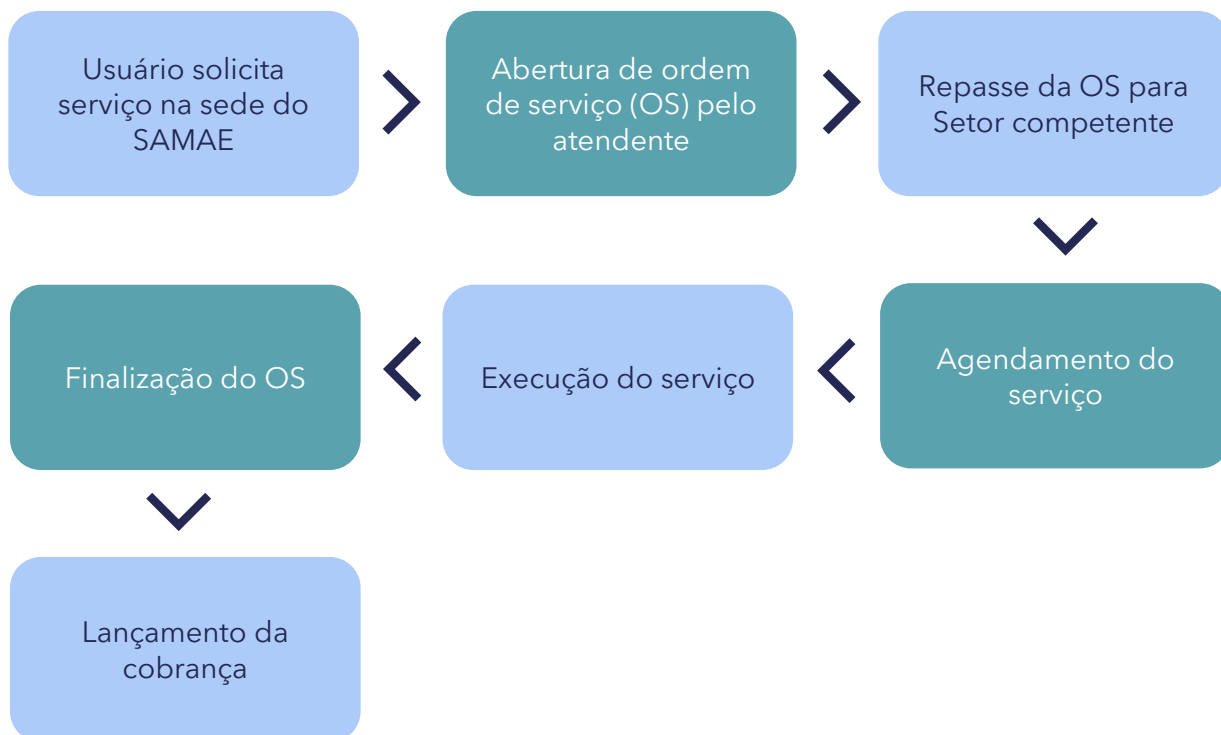 Usuário solicita
serviço na sede do
SAMAE
Abertura de ordem
de serviço (OS) pelo
atendente
Repasse da OS para
Setor competente
Agendamento do
serviço
Execução do serviço
Finalização do OS
Lançamento da
cobrança